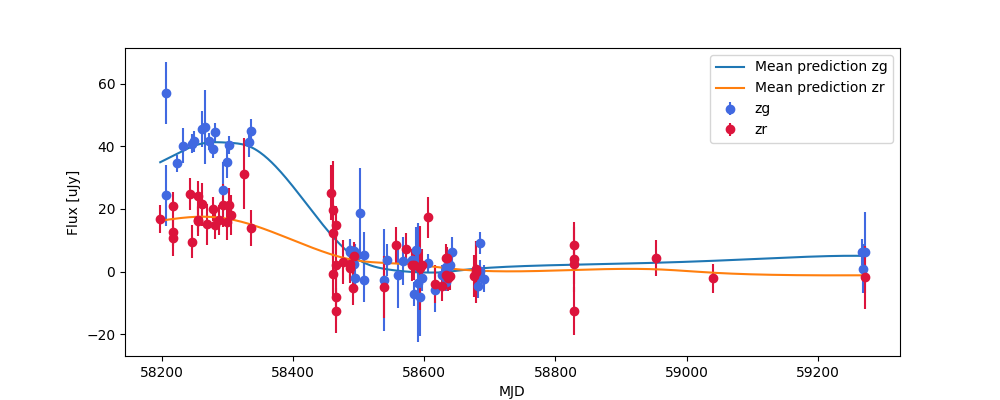 Mean prediction zg
Mean prediction zr
zg
zr
60
40
20
0
−20
Flux [uJy]
58200
58400
58600
58800
59000
59200
MJD